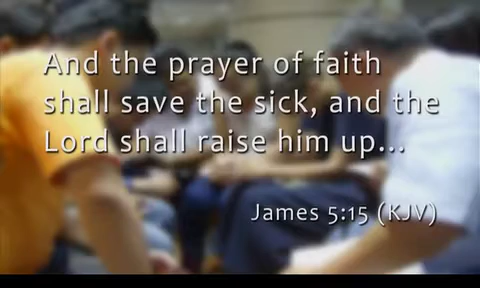 And the prayer of faith
shall save the sick, and the
Lord shall raise him up...
James 5:15 (KJV)